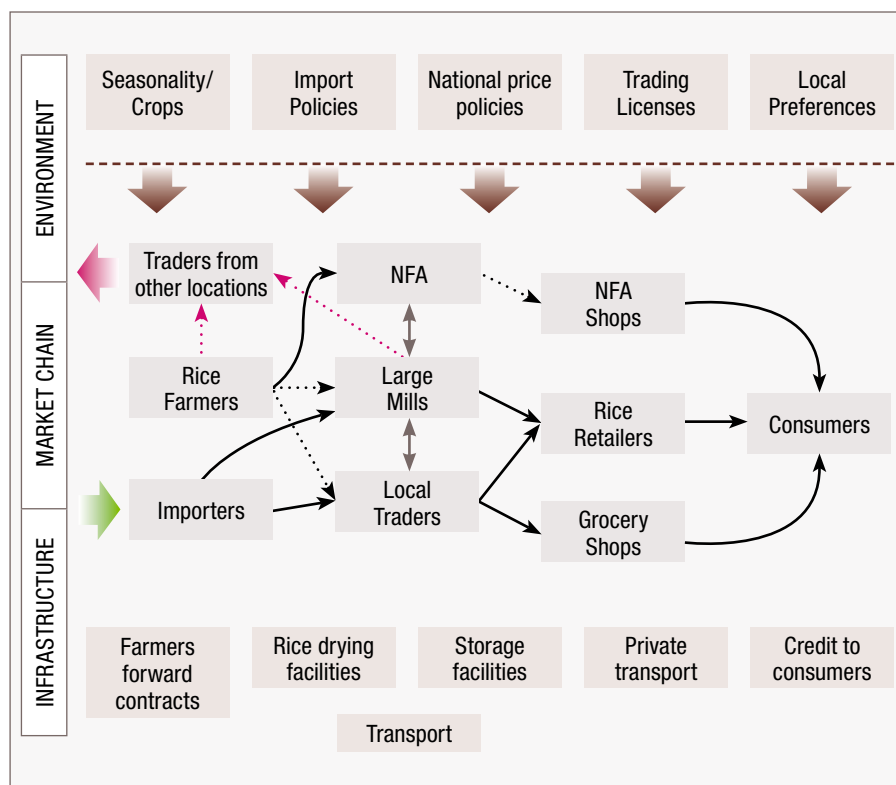 ENVIRONMENT
Seasonality/
Crops
Import
Policies
National price
policies
Trading
Licenses
Local
Preferences
MARKET CHAIN
Traders from
other locations
NFA
NFA
Shops
Rice
Farmers
Large
Mills
Rice
Retailers
Consumers
Importers
Local
Traders
Grocery
Shops
INFRASTRUCTURE
Farmers
forward
contracts
Rice drying
facilities
Storage
facilities
Private
transport
Credit to
consumers
Transport